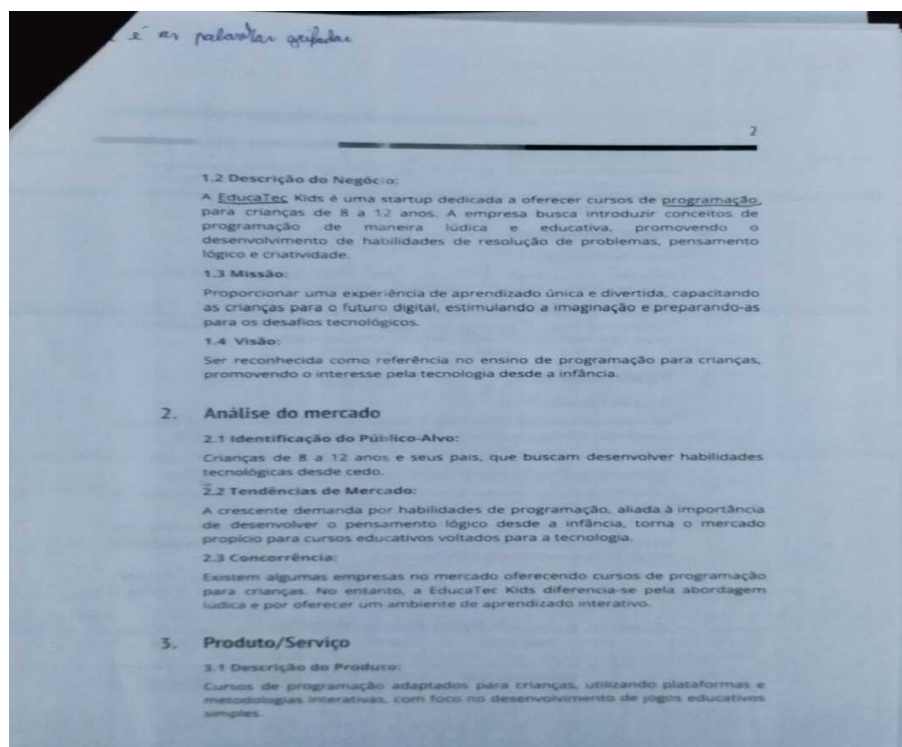 é as palavras grifadas
2
1.2 Descrição do Negócio:
A EducaTec Kids é uma startup dedicada a oferecer cursos de programação,
para crianças de 8 a 12 anos. A empresa busca introduzir conceitos de
programação de maneira lúdica e educativa, promovendo o
desenvolvimento de habilidades de resolução de problemas, pensamento
lógico e criatividade.
1.3 Missão:
Proporcionar uma experiência de aprendizado única e divertida, capacitando
as crianças para o futuro digital, estimulando a imaginação e preparando-as
para os desafios tecnológicos.
1.4 Visão:
Ser reconhecida como referência no ensino de programação para crianças,
promovendo o interesse pela tecnologia desde a infância.
2. Análise do mercado
2.1 Identificação do Público-Alvo:
Crianças de 8 a 12 anos e seus pais, que buscam desenvolver habilidades
tecnológicas desde cedo.
2.2 Tendências de Mercado:
A crescente demanda por habilidades de programação, aliada à importância
de desenvolver o pensamento lógico desde a infância, torna o mercado
propício para cursos educativos voltados para a tecnologia.
2.3 Concorrência:
Existem algumas empresas no mercado oferecendo cursos de programação
para crianças. No entanto, a EducaTec Kids diferencia-se pela abordagem
lúdica e por oferecer um ambiente de aprendizado interativo.
3. Produto/Serviço
3.1 Descrição do Produto:
Cursos de programação adaptados para crianças, utilizando plataformas e
metodologias interativas, com foco no desenvolvimento de jogos educativos
simples.